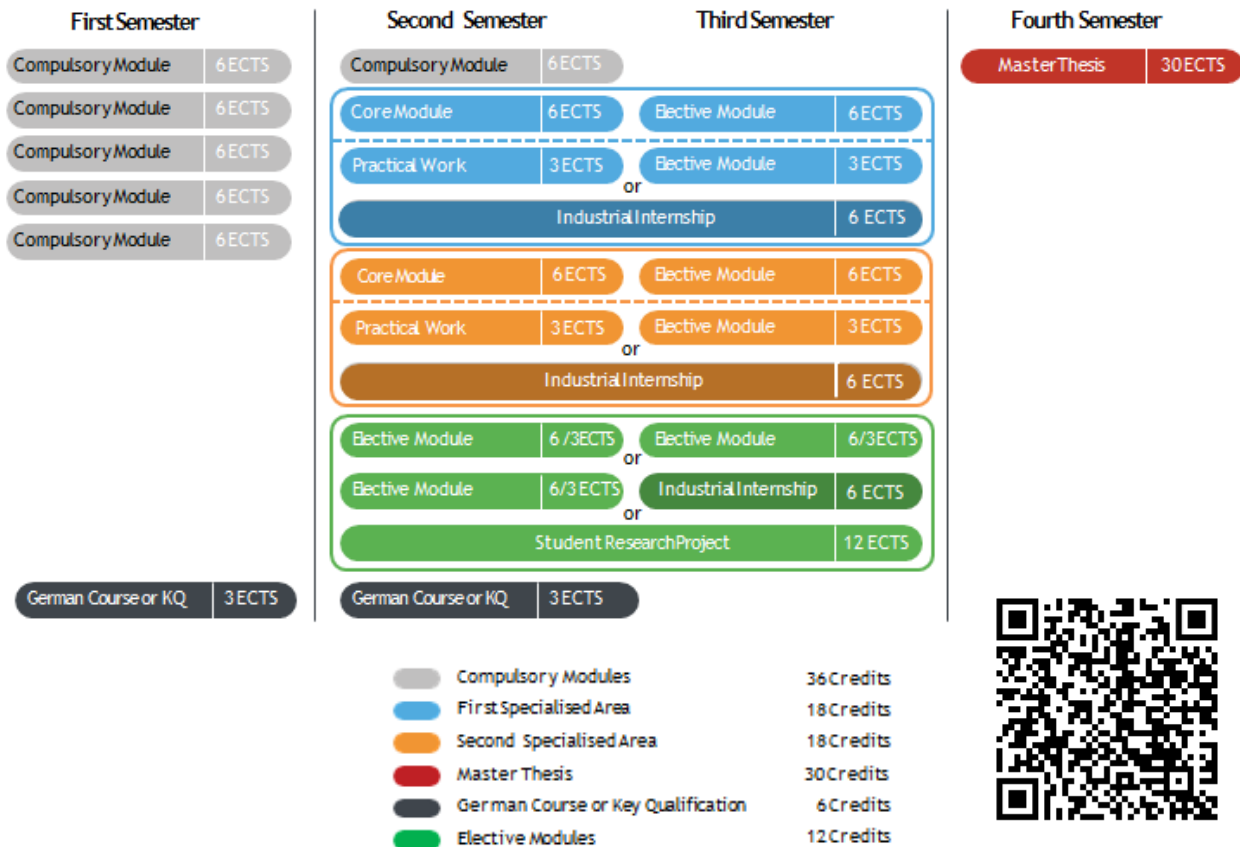 First Semester
Compulsory Module 6 ECTS
Compulsory Module 6 ECTS
Compulsory Module 6 ECTS
Compulsory Module 6 ECTS
Compulsory Module 6 ECTS
German Course or KQ 3 ECTS
Second Semester Third Semester
Compulsory Module 6 ECTS
Core Module 6 ECTS Elective Module 6 ECTS
Practical Work 3 ECTS Elective Module 3 ECTS
or
Industrial Internship 6 ECTS
Core Module 6 ECTS Elective Module 6 ECTS
Practical Work 3 ECTS Elective Module 3 ECTS
or
Industrial Internship 6 ECTS
Elective Module 6/3 ECTS Elective Module 6/3 ECTS
or
Elective Module 6/3 ECTS Industrial Internship 6 ECTS
or
Student Research Project 12 ECTS
German Course or KQ 3 ECTS
Fourth Semester
Master Thesis 30 ECTS
Compulsory Modules 36 Credits
First Specialised Area 18 Credits
Second Specialised Area 18 Credits
Master Thesis 30 Credits
German Course or Key Qualification 6 Credits
Elective Modules 12 Credits